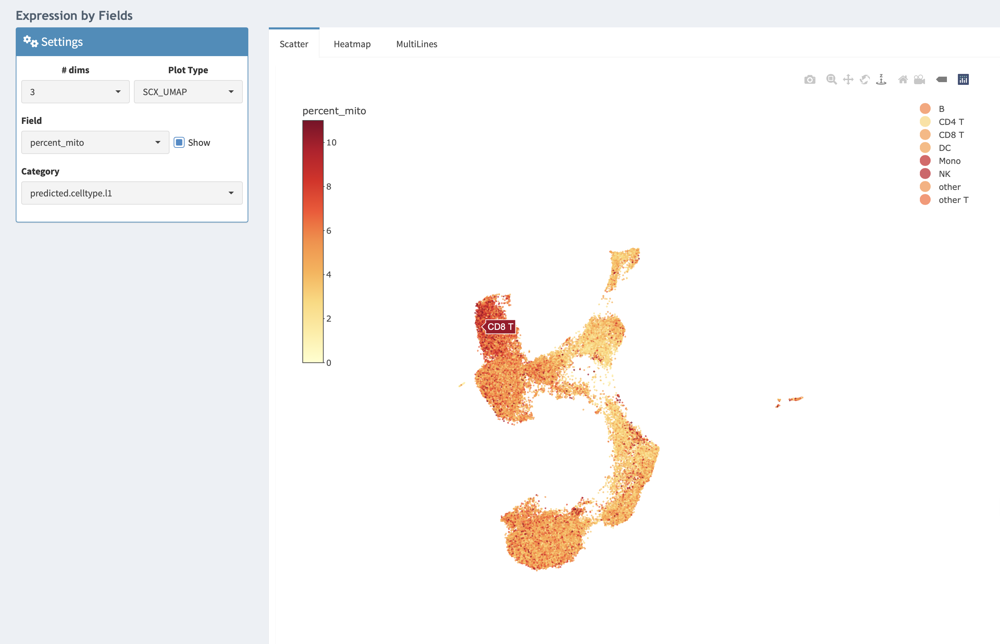 Expression by Fields
Settings
# dims
Plot Type
3
SCX_UMAP
Field
percent_mito
Show
Category
predicted.celltype.l1
Scatter
Heatmap
MultiLines
Z
percent_mito
10
8
6
4
2
0
B
CD4 T
CD8 T
DC
Mono
NK
other
other T
CD8 T